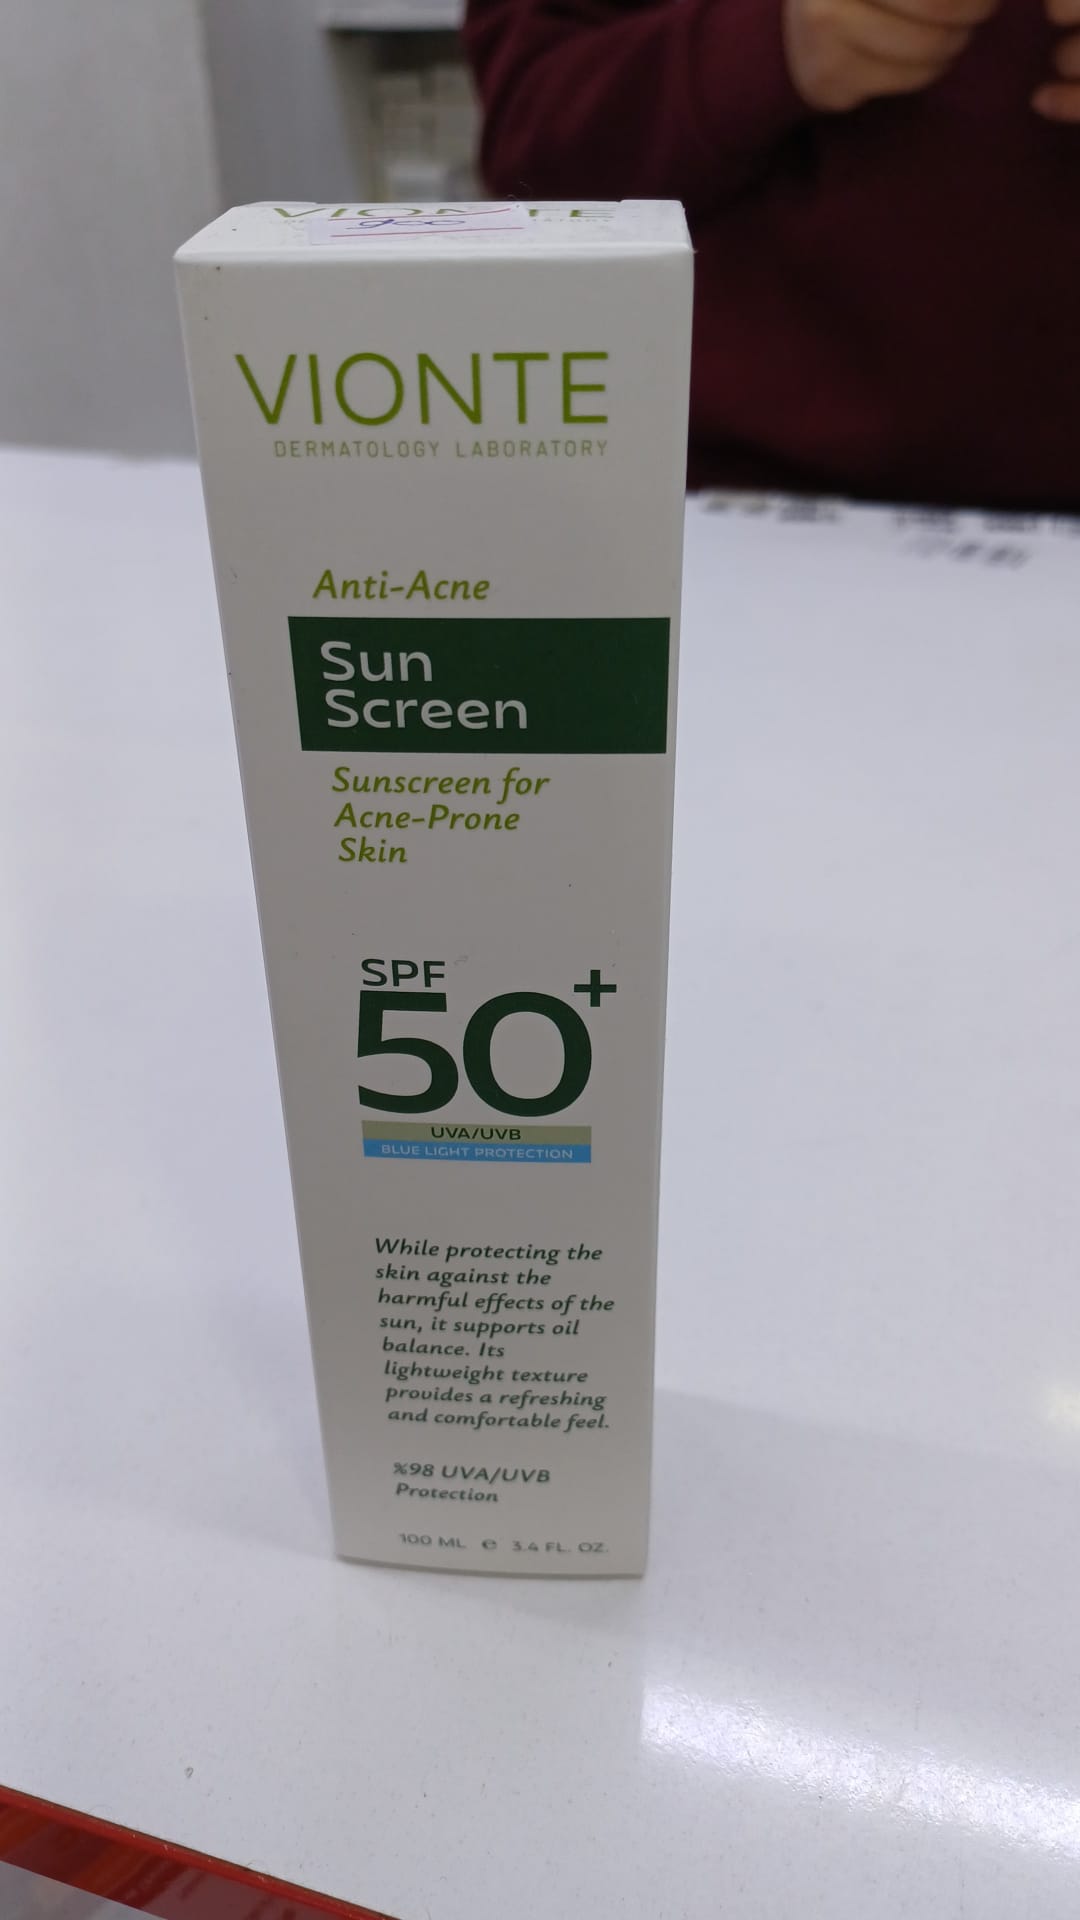 900
VIONTE
DERMATOLOGY LABORATORY
Anti-Acne
Sun
Screen
Sunscreen for
Acne-Prone
Skin
SPF
50+
UVA/UVB
BLUE LIGHT PROTECTION
While protecting the
skin against the
harmful effects of the
sun, it supports oil
balance. Its
lightweight texture
provides a refreshing
and comfortable feel.
%98 UVA/UVB
Protection
100 ML e 3.4 FL. OZ.